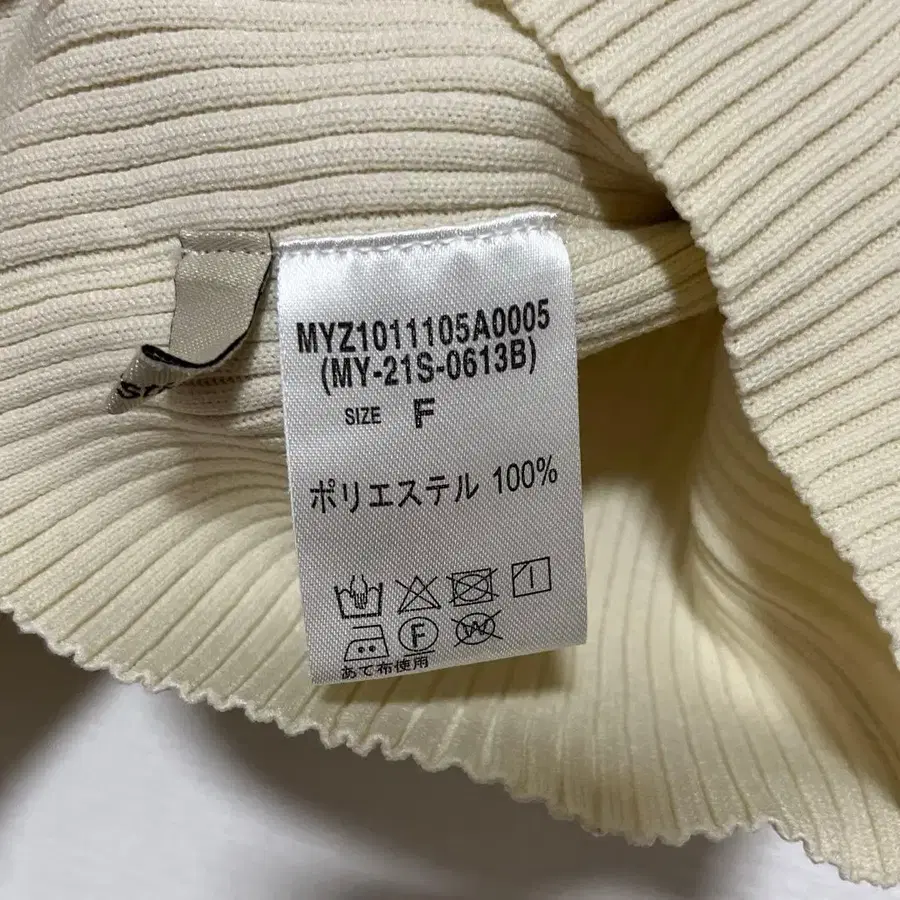 MYZ1011105A0005
(MY-21S-0613B)
SIZE F
ポリエステル 100%
F W
あて布使用